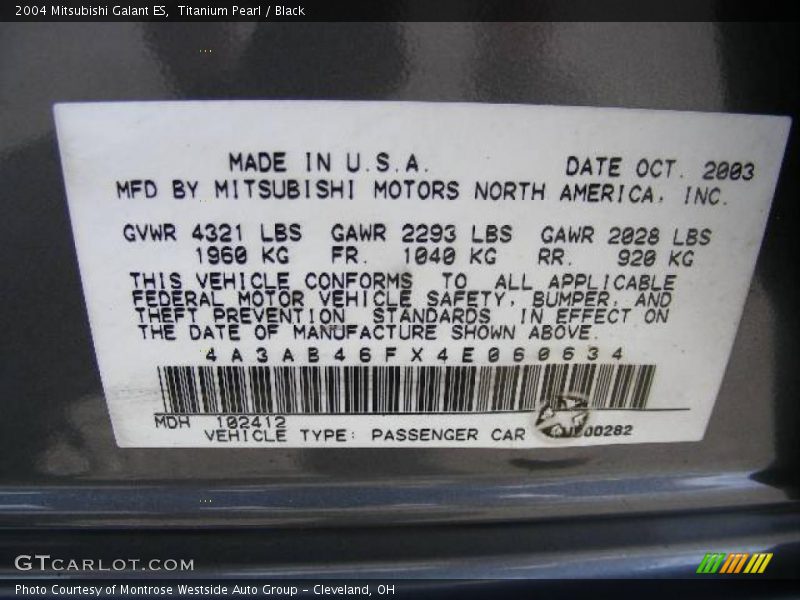 2004 Mitsubishi Galant ES, Titanium Pearl / Black
MADE IN U.S.A. DATE OCT. 2003
MFD BY MITSUBISHI MOTORS NORTH AMERICA, INC.
GVWR 4321 LBS GAWR 2293 LBS GAWR 2028 LBS
1960 KG FR. 1040 KG RR. 920 KG
THIS VEHICLE CONFORMS TO ALL APPLICABLE
FEDERAL MOTOR VEHICLE SAFETY, BUMPER, AND
THEFT PREVENTION STANDARDS IN EFFECT ON
THE DATE OF MANUFACTURE SHOWN ABOVE.
4A3AB46FX4E060634
MDH 102412
VEHICLE TYPE: PASSENGER CAR
GTCARLOT.COM
Photo Courtesy of Montrose Westside Auto Group - Cleveland, OH